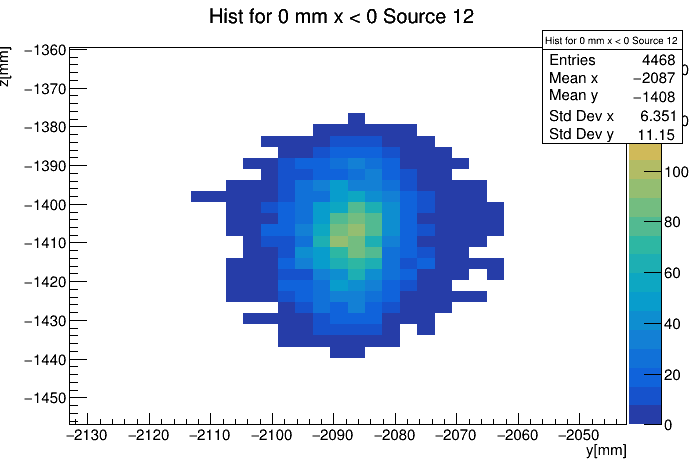 Hist for 0 mm x < 0 Source 12
Hist for 0 mm x < 0 Source 12
Entries 4468
Mean x −2087
Mean y −1408
Std Dev x 6.351
Std Dev y 11.15
z[mm]
−1360
−1370
−1380
−1390
−1400
−1410
−1420
−1430
−1440
−1450
100
80
60
40
20
0
−2130 −2120 −2110 −2100 −2090 −2080 −2070 −2060 −2050
y[mm]